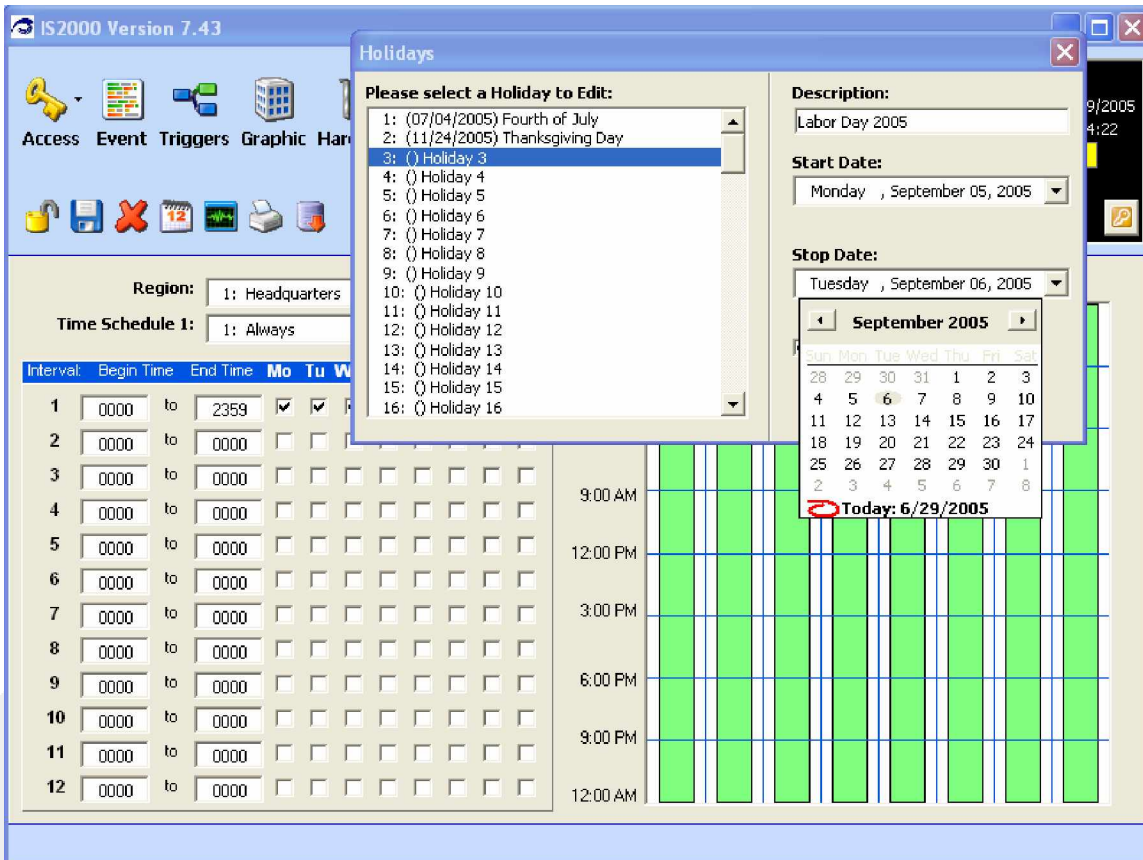 IS2000 Version 7.43
Access Event Triggers Graphic
9/2005
4:22
12
Region: 1: Headquarters
Time Schedule 1: 1: Always
Interval: Begin Time End Time Mo Tu
1 0000 to 2359
2 0000 to 0000
3 0000 to 0000
4 0000 to 0000
5 0000 to 0000
6 0000 to 0000
7 0000 to 0000
8 0000 to 0000
9 0000 to 0000
10 0000 to 0000
11 0000 to 0000
12 0000 to 0000
Holidays
Please select a Holiday to Edit:
1: (07/04/2005) Fourth of July
2: (11/24/2005) Thanksgiving Day
3: () Holiday 3
4: () Holiday 4
5: () Holiday 5
6: () Holiday 6
7: () Holiday 7
8: () Holiday 8
9: () Holiday 9
10: () Holiday 10
11: () Holiday 11
12: () Holiday 12
13: () Holiday 13
14: () Holiday 14
15: () Holiday 15
16: () Holiday 16
Description:
Labor Day 2005
Start Date:
Monday , September 05, 2005
Stop Date:
Tuesday , September 06, 2005
September 2005
Sun Mon Tue Wed Thu Fri Sat
28 29 30 31 1 2 3
4 5 6 7 8 9 10
11 12 13 14 15 16 17
18 19 20 21 22 23 24
25 26 27 28 29 30 1
2 3 4 5 6 7 8
Today: 6/29/2005
9:00 AM
12:00 PM
3:00 PM
6:00 PM
9:00 PM
12:00 AM